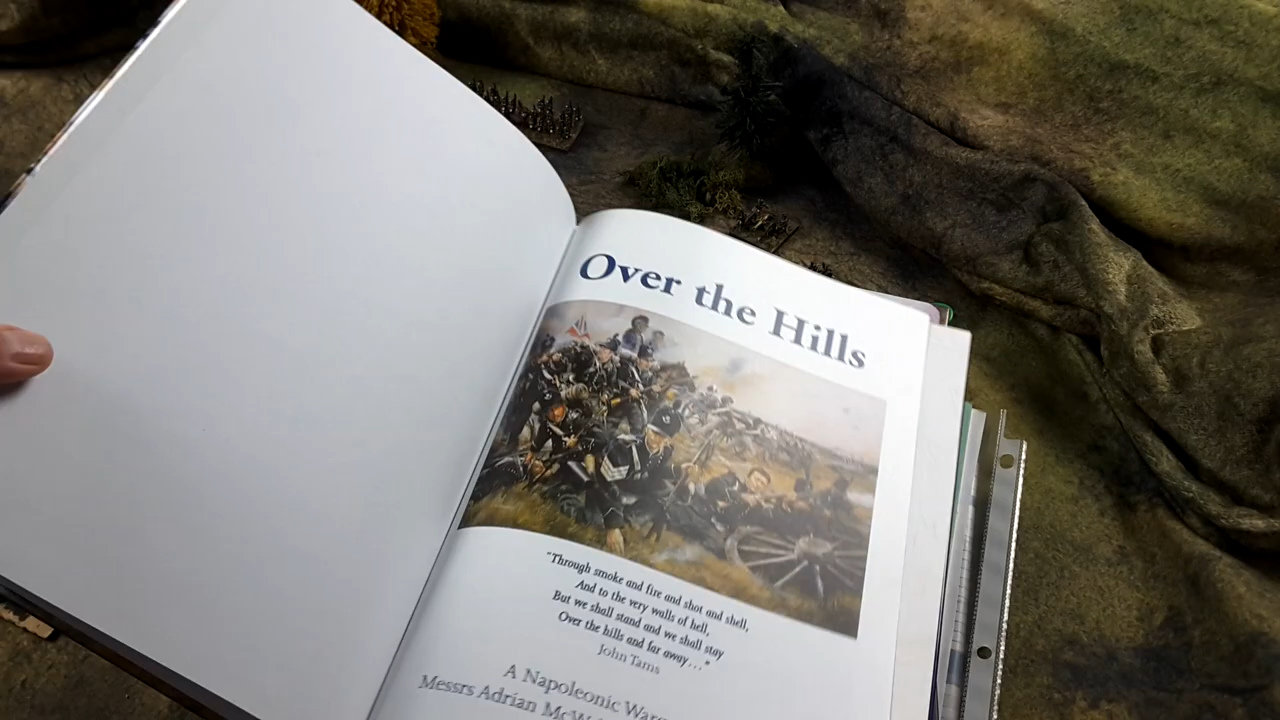 Over the Hills
"Through smoke and fire and shot and shell,
And to the very walls of hell,
But we shall stand and we shall stay
Over the hills and far away..."
John Tams
A Napoleonic
Messrs Adrian